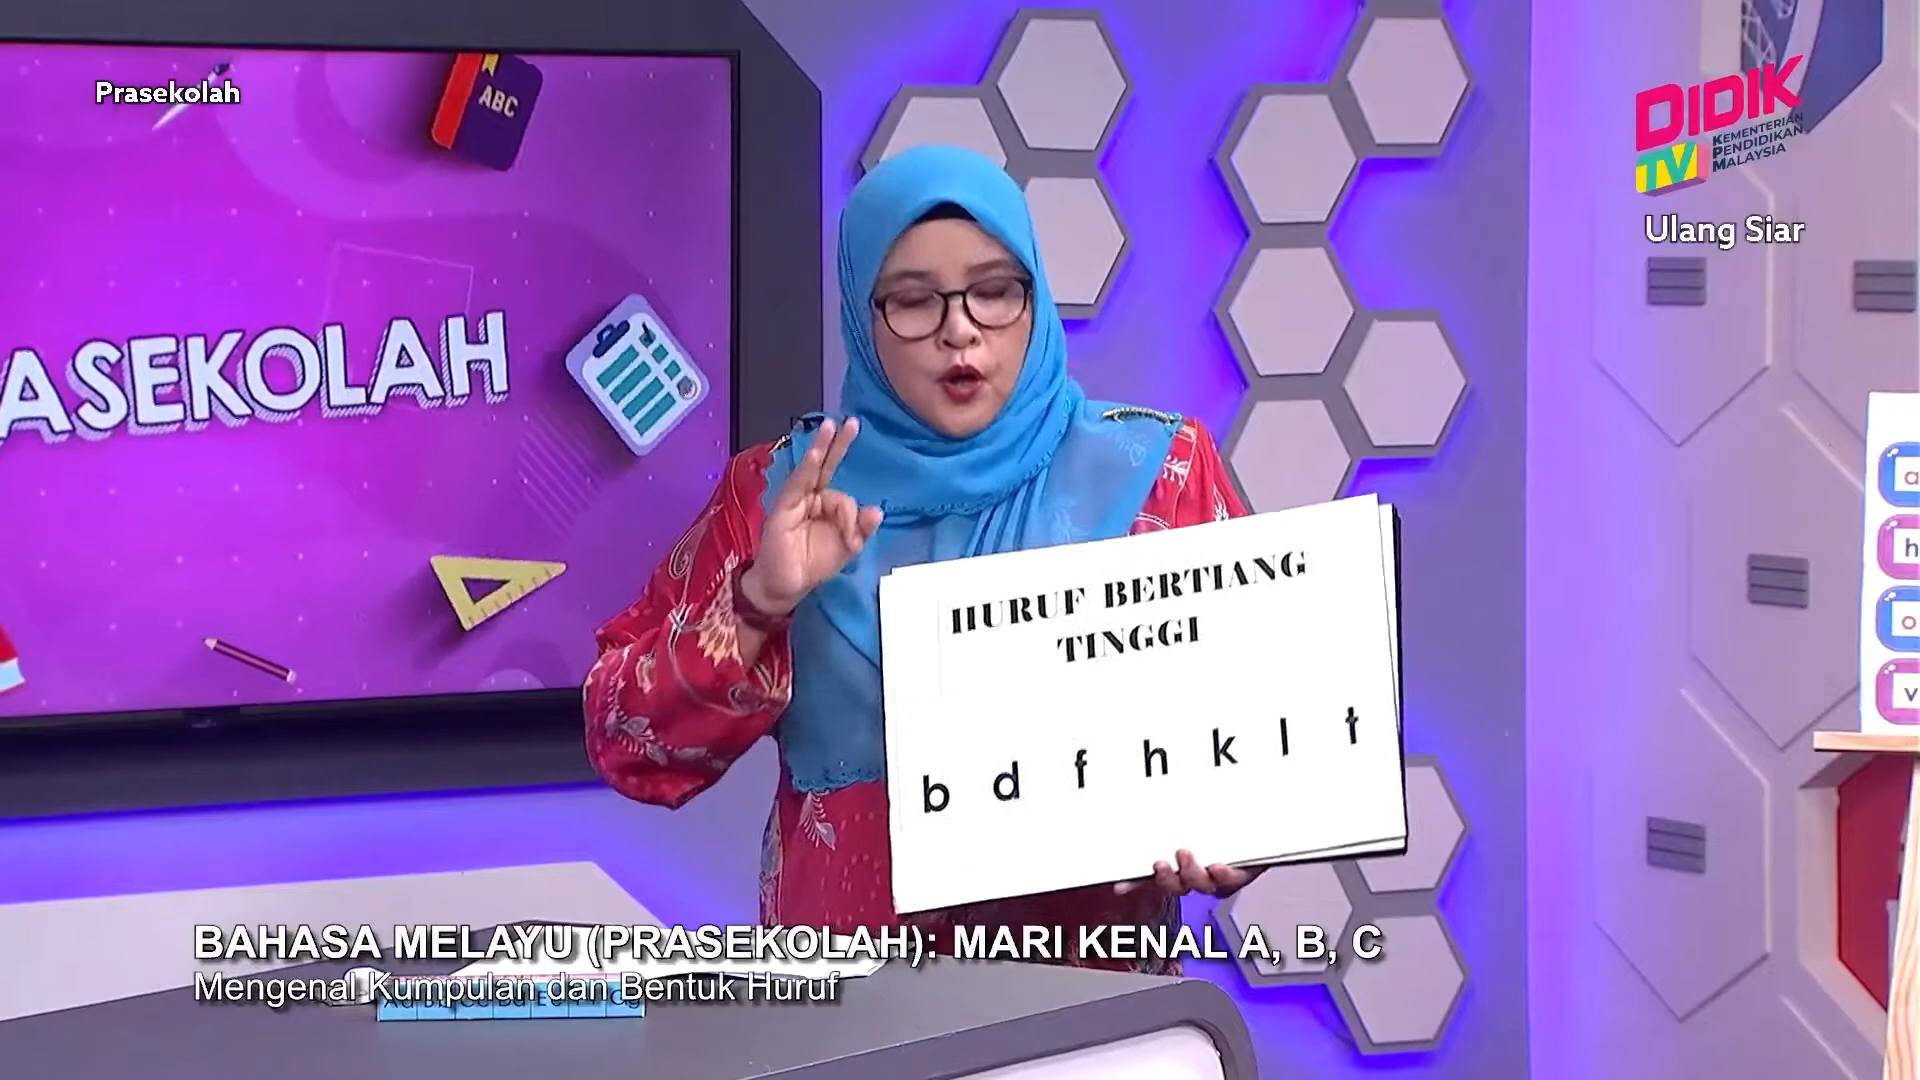 Prasekolah
ABC
ASEKOLAH
DIDIK
TV
KEMENTERIAN
PENDIDIKAN
MALAYSIA
Ulang Siar
HURUF BERTIANG
TINGGI
b d f h k l t
a
h
o
v
BAHASA MELAYU (PRASEKOLAH): MARI KENAL A, B, C
Mengenal Kumpulan dan Bentuk Huruf